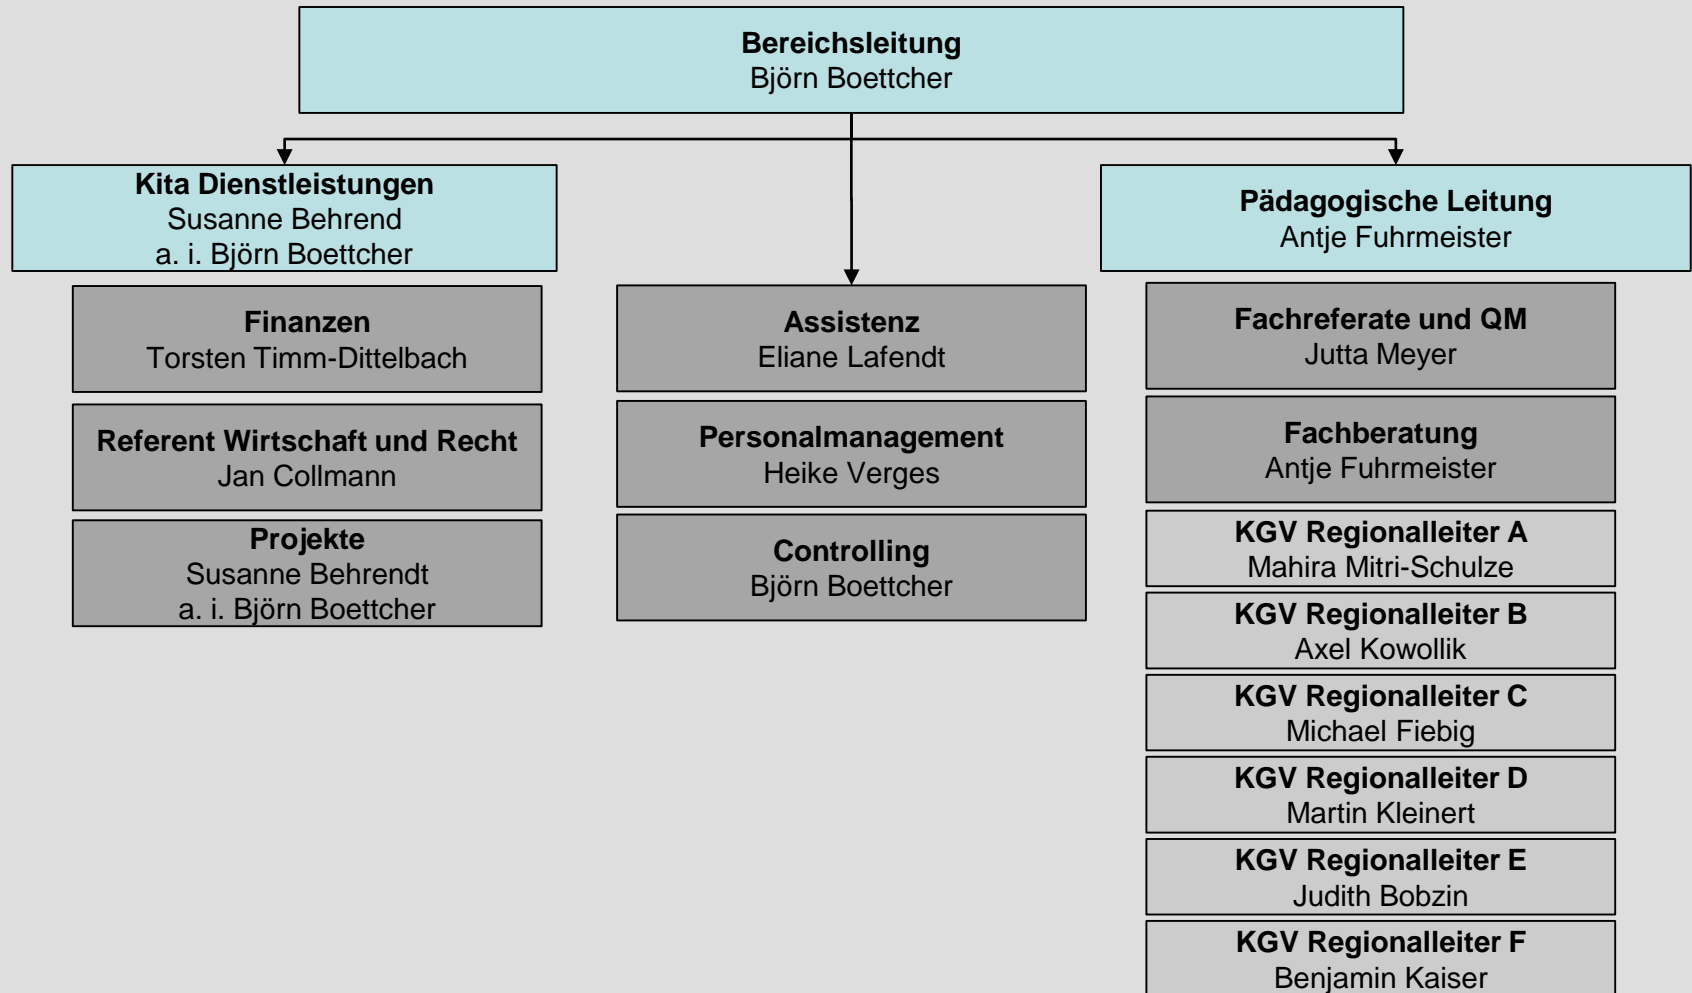 Bereichsleitung
Björn Boettcher
Kita Dienstleistungen
Susanne Behrend
a. i. Björn Boettcher
Finanzen
Torsten Timm-Dittelbach
Referent Wirtschaft und Recht
Jan Collmann
Projekte
Susanne Behrendt
a. i. Björn Boettcher
Assistenz
Eliane Lafendt
Personalmanagement
Heike Verges
Controlling
Björn Boettcher
Pädagogische Leitung
Antje Fuhrmeister
Fachreferate und QM
Jutta Meyer
Fachberatung
Antje Fuhrmeister
KGV Regionalleiter A
Mahira Mitri-Schulze
KGV Regionalleiter B
Axel Kowollik
KGV Regionalleiter C
Michael Fiebig
KGV Regionalleiter D
Martin Kleinert
KGV Regionalleiter E
Judith Bobzin
KGV Regionalleiter F
Benjamin Kaiser